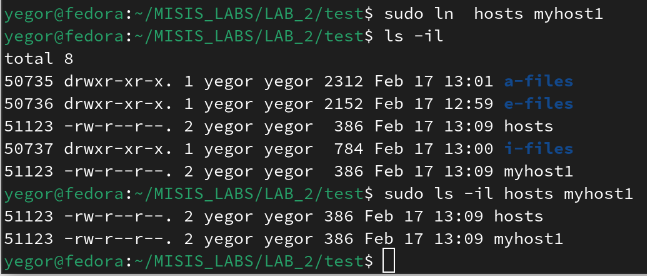 yegor@fedora:~/MISIS_LABS/LAB_2/test$ sudo ln  hosts myhost1
yegor@fedora:~/MISIS_LABS/LAB_2/test$ ls -il
total 8
50735 drwxr-xr-x. 1 yegor yegor 2312 Feb 17 13:01 a-files
50736 drwxr-xr-x. 1 yegor yegor 2152 Feb 17 12:59 e-files
51123 -rw-r--r--. 2 yegor yegor  386 Feb 17 13:09 hosts
50737 drwxr-xr-x. 1 yegor yegor  784 Feb 17 13:00 i-files
51123 -rw-r--r--. 2 yegor yegor  386 Feb 17 13:09 myhost1
yegor@fedora:~/MISIS_LABS/LAB_2/test$ sudo ls -il hosts myhost1
51123 -rw-r--r--. 2 yegor yegor 386 Feb 17 13:09 hosts
51123 -rw-r--r--. 2 yegor yegor 386 Feb 17 13:09 myhost1
yegor@fedora:~/MISIS_LABS/LAB_2/test$